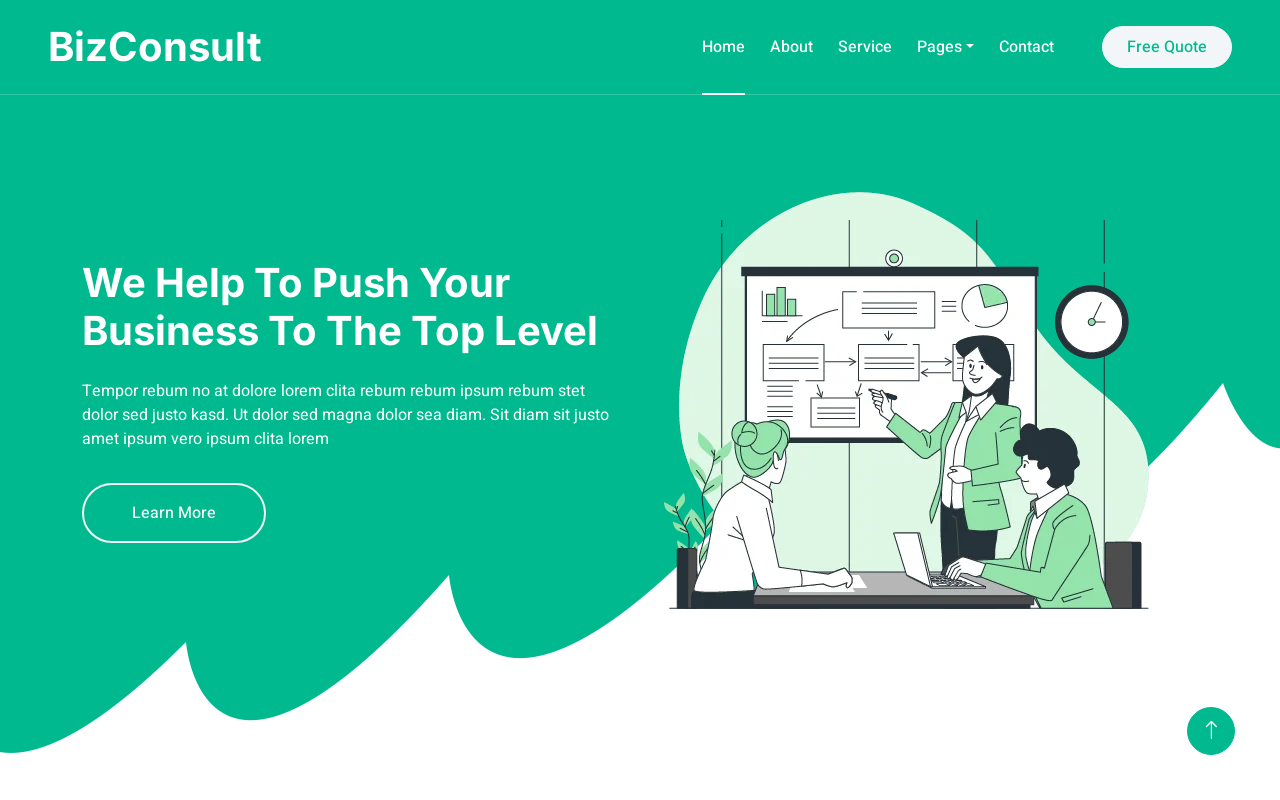 BizConsult
Home About Service Pages Contact Free Quote
We Help To Push Your
Business To The Top Level
Tempor rebum no at dolore lorem clita rebum rebum ipsum rebum stet
dolor sed justo kasd. Ut dolor sed magna dolor sea diam. Sit diam sit justo
amet ipsum vero ipsum clita lorem
Learn More